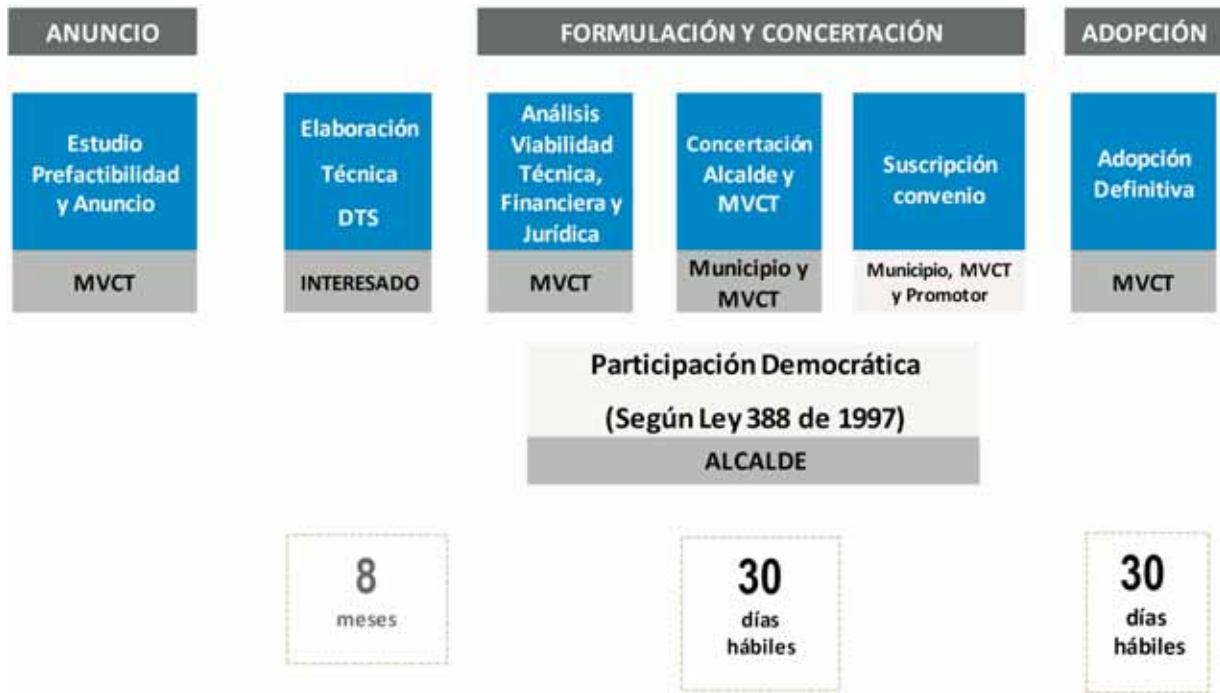 ANUNCIO
FORMULACIÓN Y CONCERTACIÓN
ADOPCIÓN
Estudio
Prefactibilidad
y Anuncio
MVCT
Elaboración
Técnica
DTS
INTERESADO
Análisis
Viabilidad
Técnica,
Financiera y
Jurídica
MVCT
Concertación
Alcalde y
MVCT
Municipio y
MVCT
Suscripción
convenio
Municipio, MVCT
y Promotor
Adopción
Definitiva
MVCT
Participación Democrática
(Según Ley 388 de 1997)
ALCALDE
8
meses
30
días
hábiles
30
días
hábiles